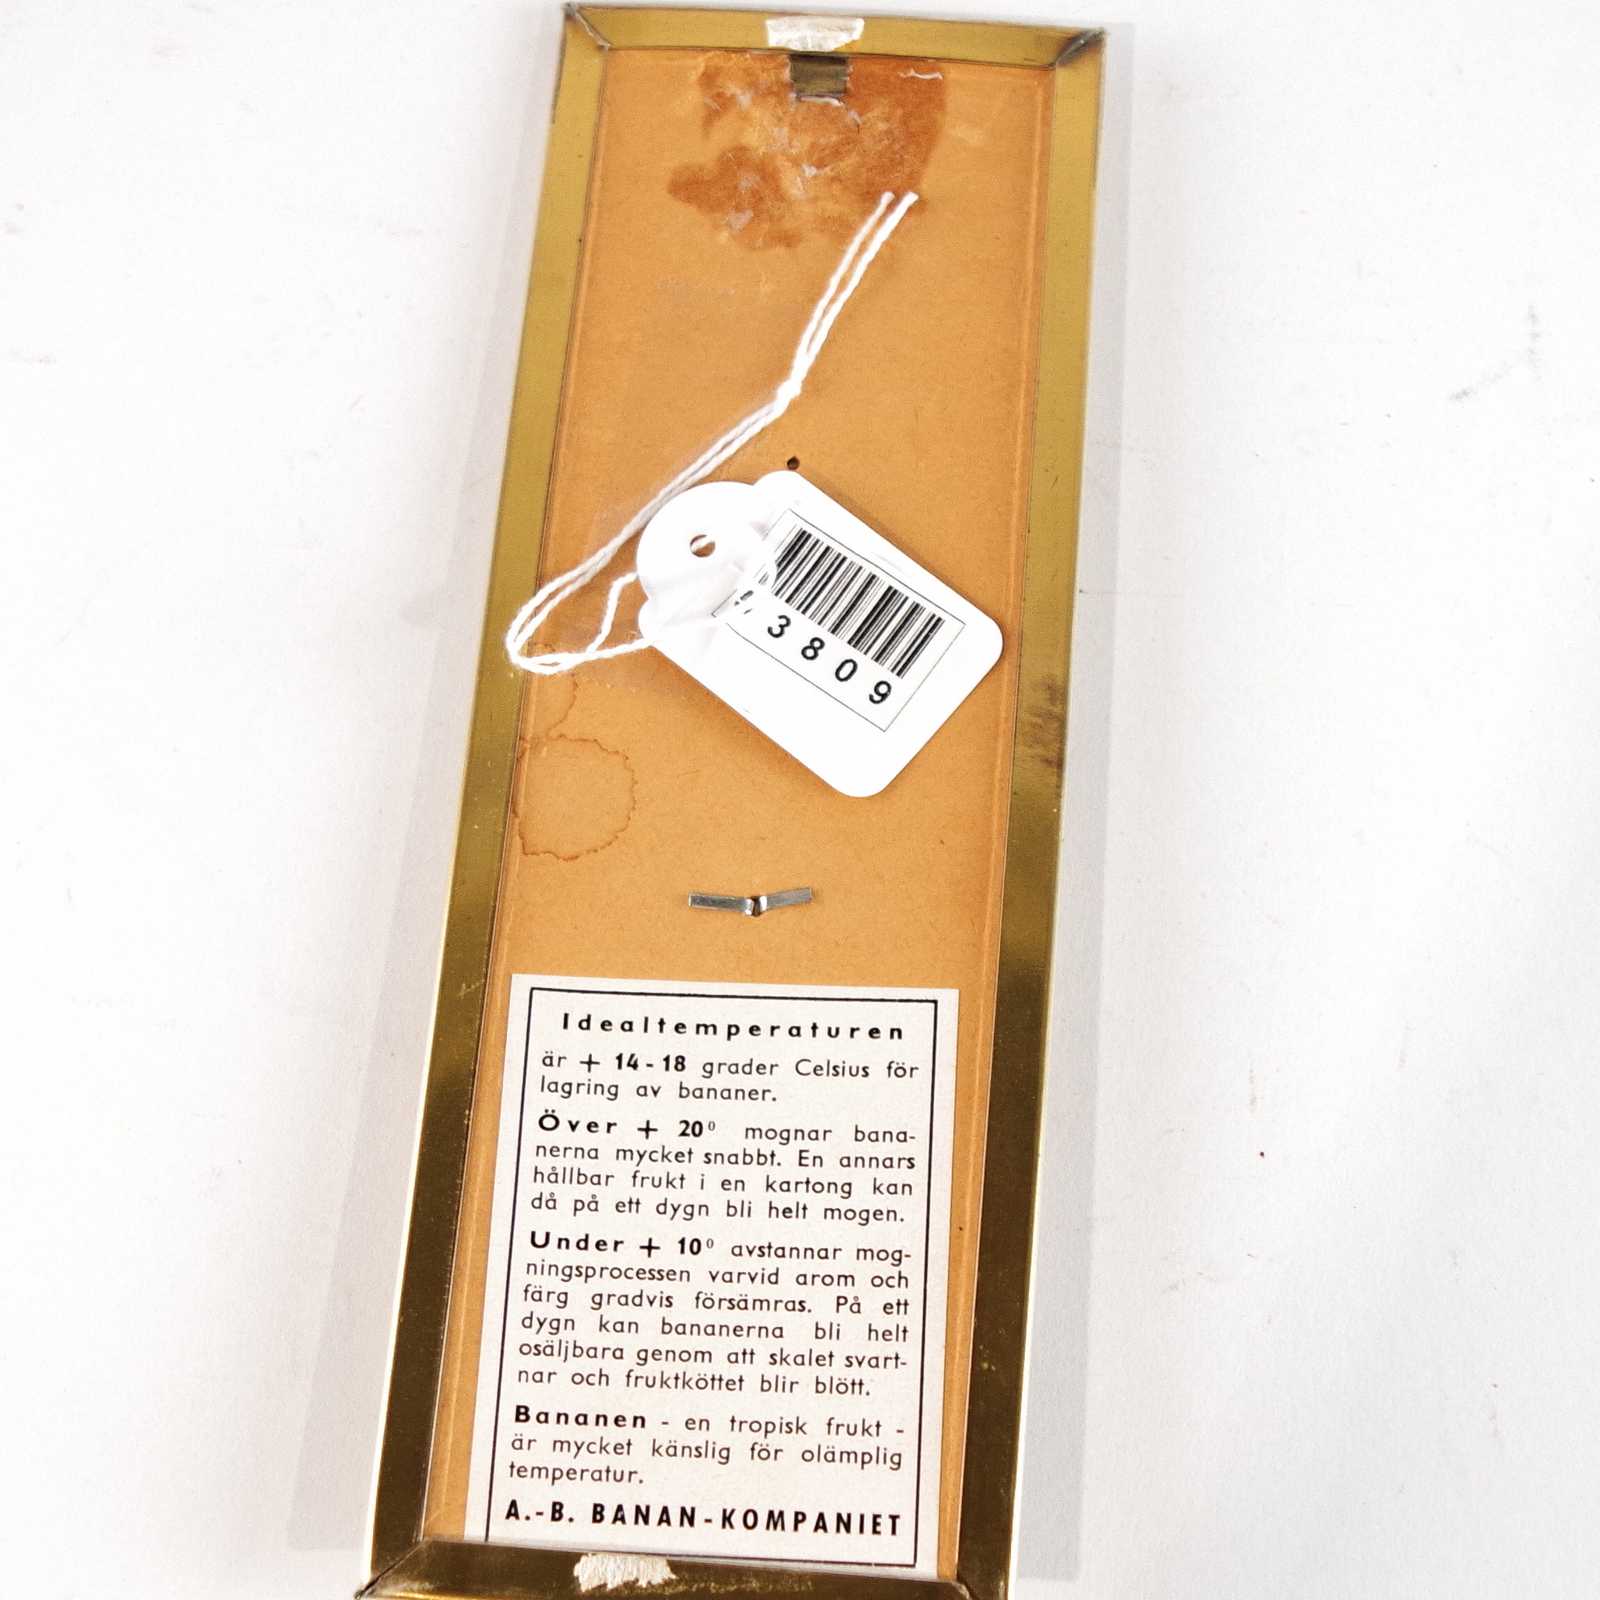 3809
Idealtemperaturen
är + 14-18 grader Celsius för
lagring av bananer.
Över + 20⁰ mognar bana-
nerna mycket snabbt. En annars
hållbar frukt i en kartong kan
då på ett dygn bli helt mogen.
Under + 10⁰ avstannar mog-
ningsprocessen varvid arom och
färg gradvis försämras. På ett
dygn kan bananerna bli helt
osäljbara genom att skalet svart-
nar och fruktköttet blir blött.
Bananen - en tropisk frukt -
är mycket känslig för olämplig
temperatur.
A.-B. BANAN-KOMPANIET